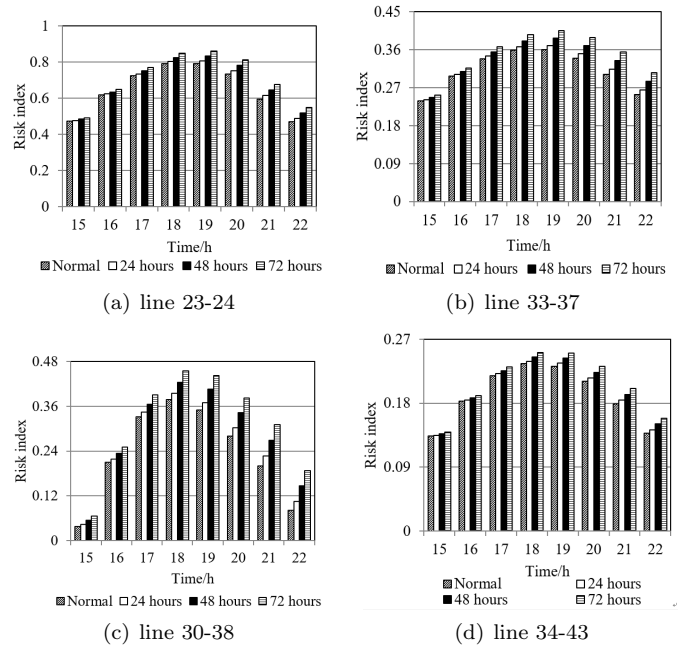 1
0.8
0.6
0.4
0.2
0
Risk index
15 16 17 18 19 20 21 22
Time/h
Normal 24 hours 48 hours 72 hours
(a) line 23-24
0.45
0.36
0.27
0.18
0.09
0
Risk index
15 16 17 18 19 20 21 22
Time/h
Normal 24 hours 48 hours 72 hours
(b) line 33-37
0.48
0.36
0.24
0.12
0
Risk index
15 16 17 18 19 20 21 22
Time/h
Normal 24 hours 48 hours 72 hours
(c) line 30-38
0.27
0.18
0.09
0
Risk index
15 16 17 18 19 20 21 22
Time/h
Normal 24 hours
48 hours 72 hours
(d) line 34-43